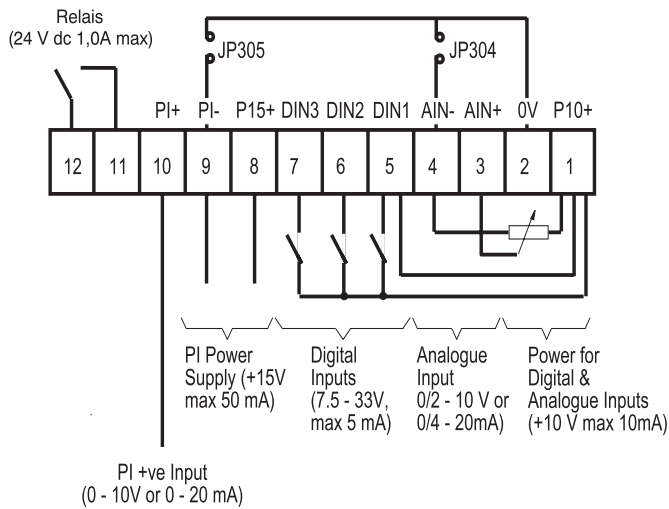 Relais
(24 V dc 1,0A max)
JP305
JP304
PI+ PI- P15+ DIN3 DIN2 DIN1 AIN- AIN+ 0V P10+
12 11 10 9 8 7 6 5 4 3 2 1
PI Power
Supply (+15V
max 50 mA)
Digital
Inputs
(7.5 - 33V,
max 5 mA)
Analogue
Input
0/2 - 10 V or
0/4 - 20mA)
Power for
Digital &
Analogue Inputs
(+10 V max 10mA)
PI +ve Input
(0 - 10V or 0 - 20 mA)